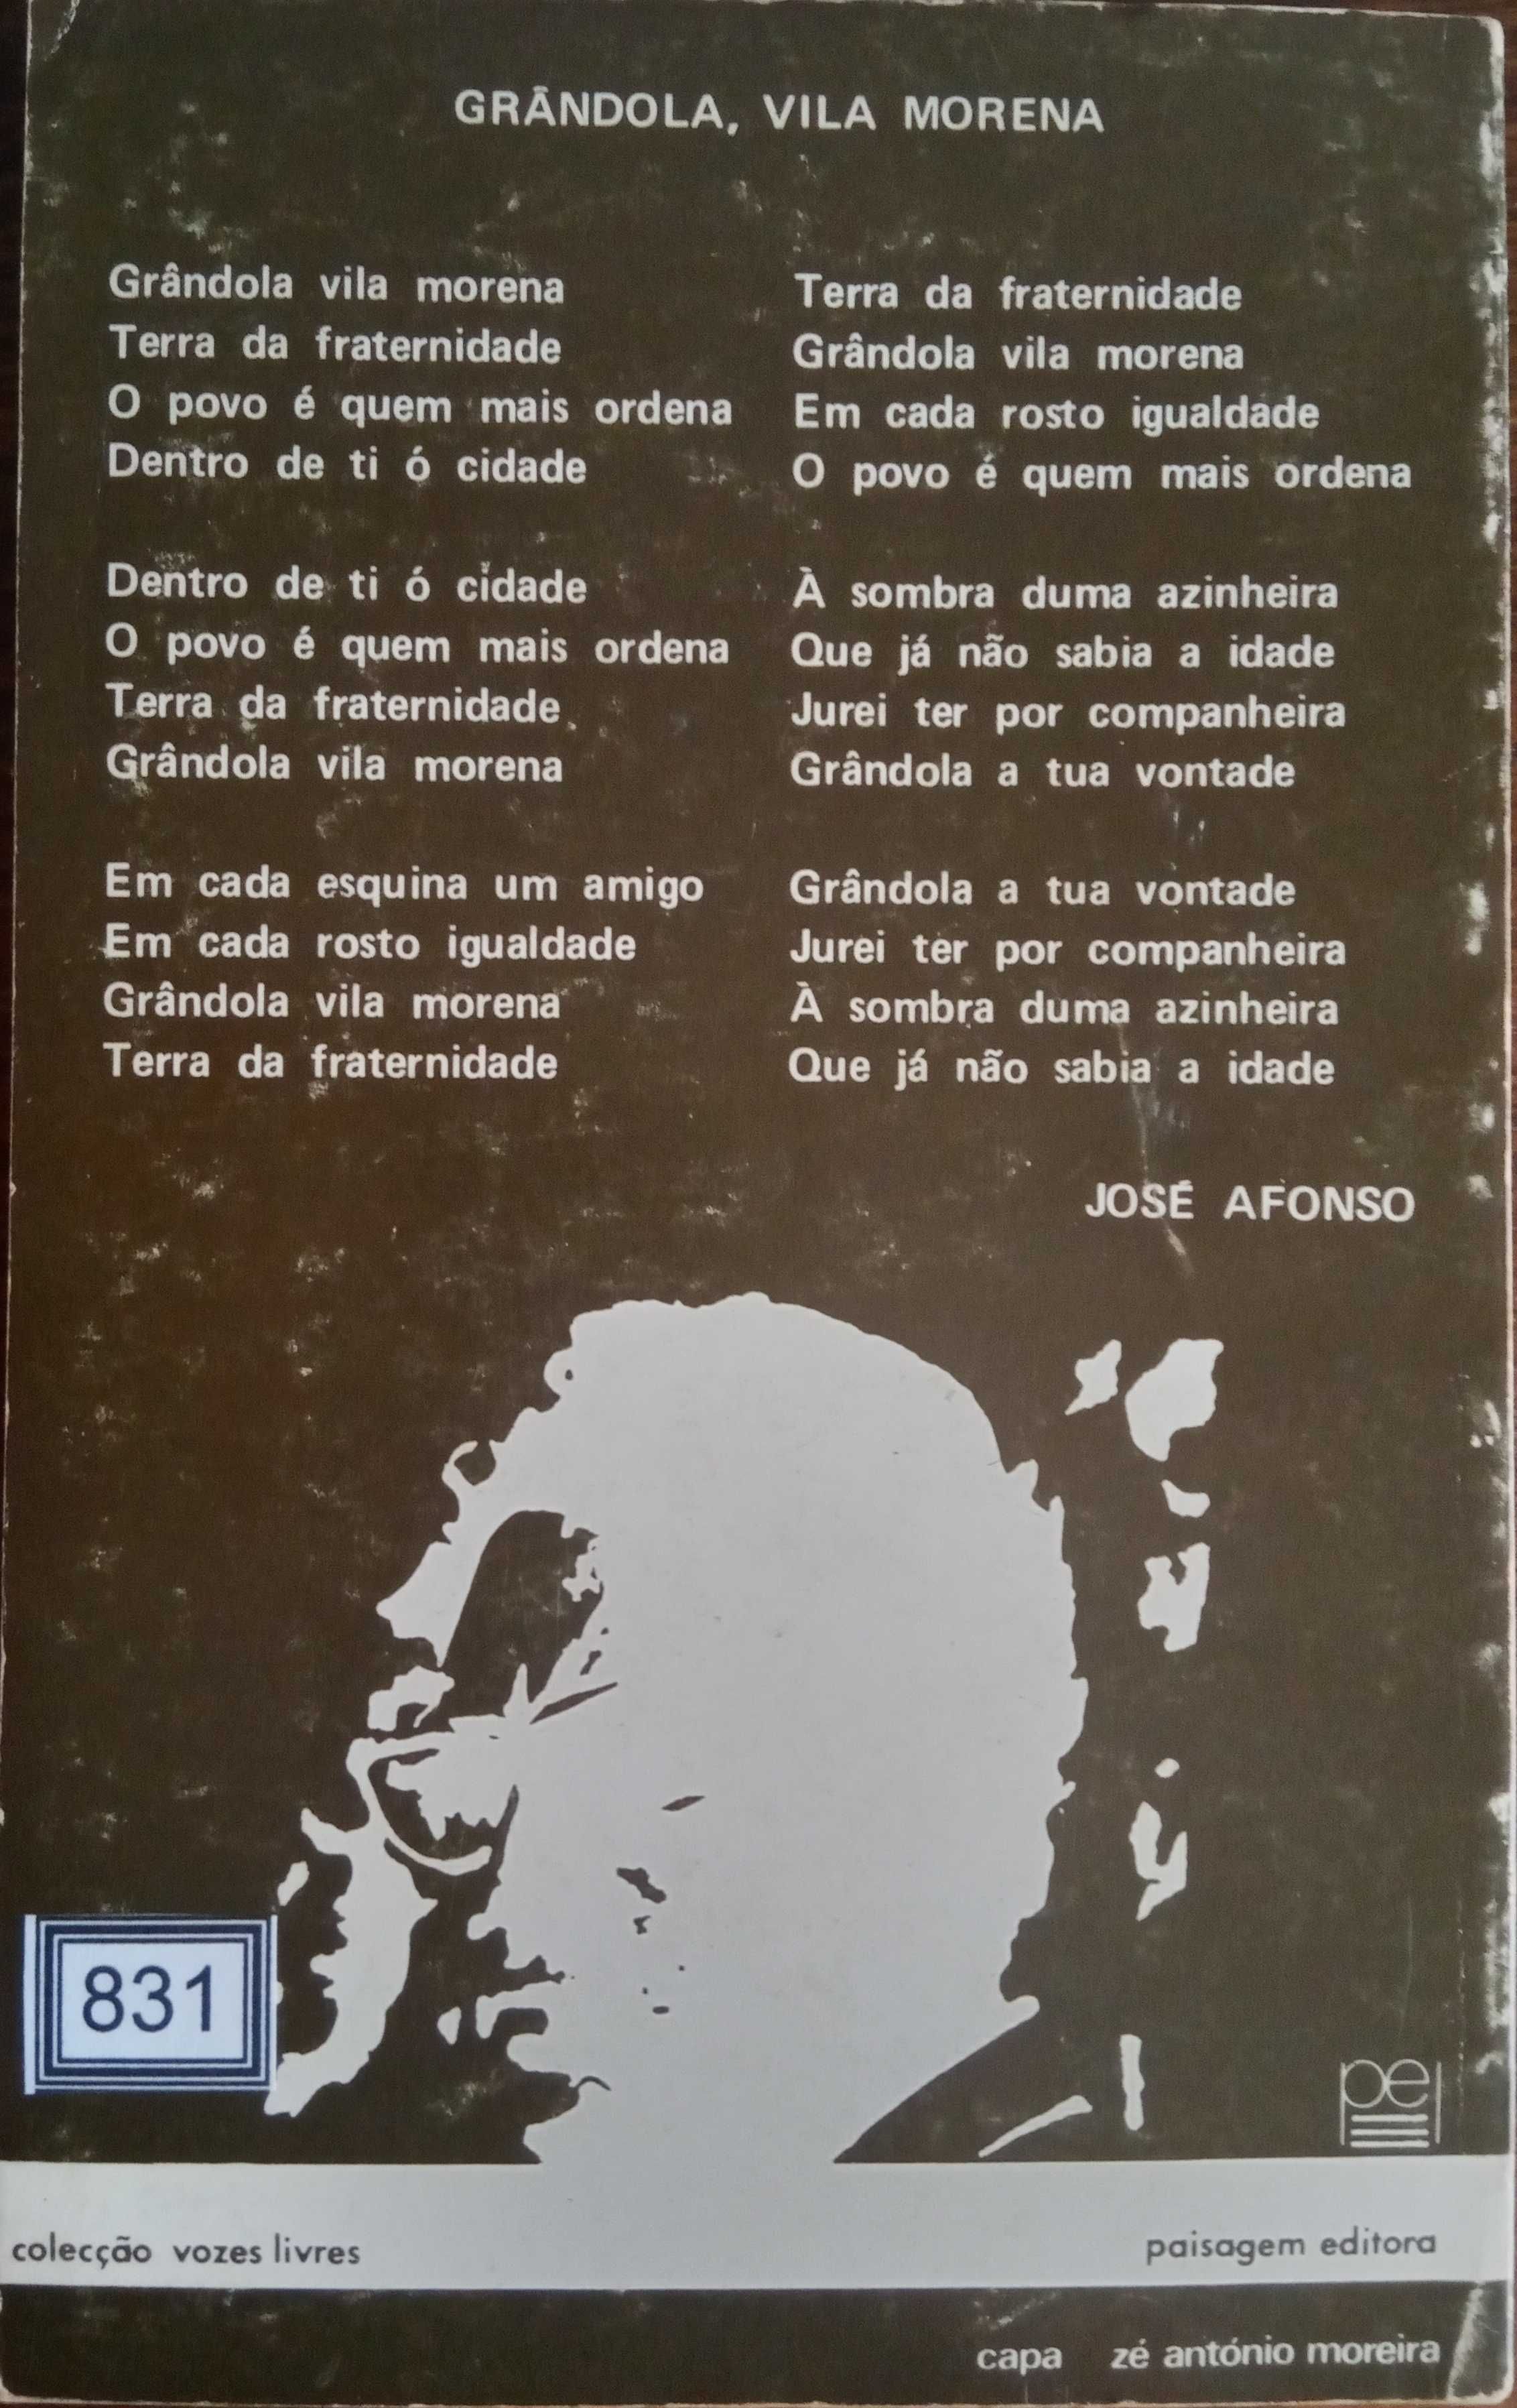 GRÂNDOLA, VILA MORENA
Grândola vila morena
Terra da fraternidade
O povo é quem mais ordena
Dentro de ti ó cidade
Dentro de ti ó cidade
O povo é quem mais ordena
Terra da fraternidade
Grândola vila morena
Em cada esquina um amigo
Em cada rosto igualdade
Grândola vila morena
Terra da fraternidade
Terra da fraternidade
Grândola vila morena
Em cada rosto igualdade
O povo é quem mais ordena
À sombra duma azinheira
Que já não sabia a idade
Jurei ter por companheira
Grândola a tua vontade
Grândola a tua vontade
Jurei ter por companheira
À sombra duma azinheira
Que já não sabia a idade
JOSÉ AFONSO
831
pe
colecção vozes livres
paisagem editora
capa zé antónio moreira